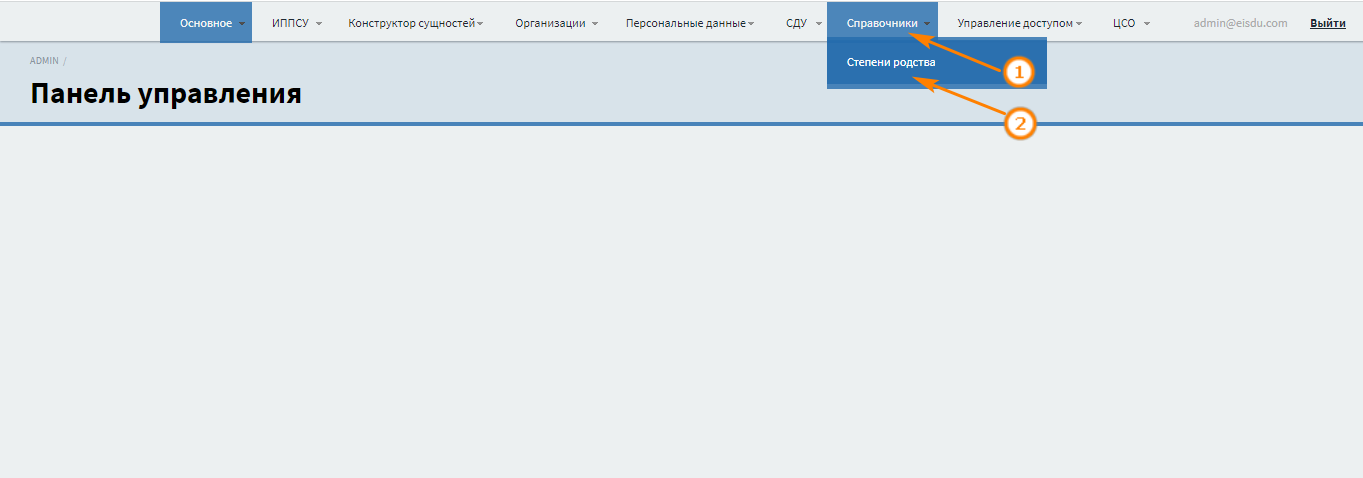 Основное ИППСУ Конструктор сущностей Организации Персональные данные СДУ Справочники Управление доступом ЦСО admin@eisdu.com Выйти
ADMIN / Степени родства 1
Панель управления
2